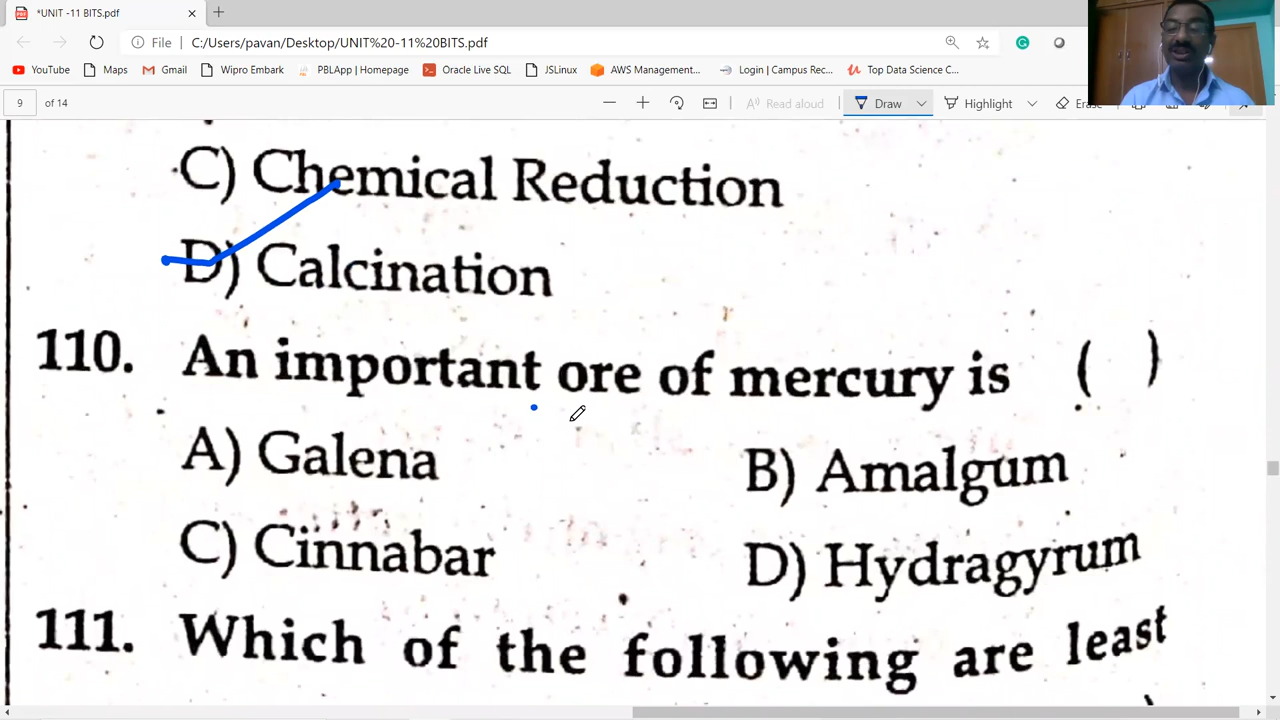 *UNIT -11 BITS.pdf
File C:/Users/pavan/Desktop/UNIT%20-11%20BITS.pdf
YouTube Maps Gmail Wipro Embark PBLApp | Homepage Oracle Live SQL JSLinux AWS Management... Login | Campus Rec... Top Data Science C...
9 of 14 Read aloud Draw Highlight
C) Chemical Reduction
D) Calcination
110. An important ore of mercury is ( )
A) Galena B) Amalgum
C) Cinnabar D) Hydragyrum
111. Which of the following are least